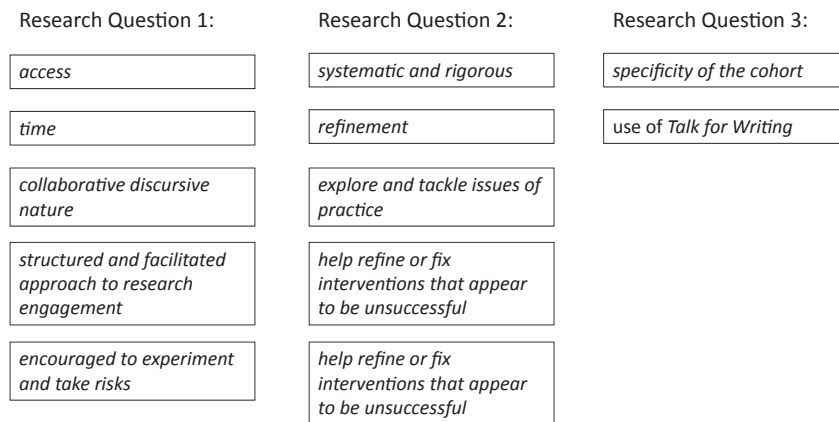 Research Question 1:
access
time
collaborative discursive
nature
structured and facilitated
approach to research
engagement
encouraged to experiment
and take risks
Research Question 2:
systematic and rigorous
refinement
explore and tackle issues of
practice
help refine or fix
interventions that appear
to be unsuccessful
help refine or fix
interventions that appear
to be unsuccessful
Research Question 3:
specificity of the cohort
use of Talk for Writing